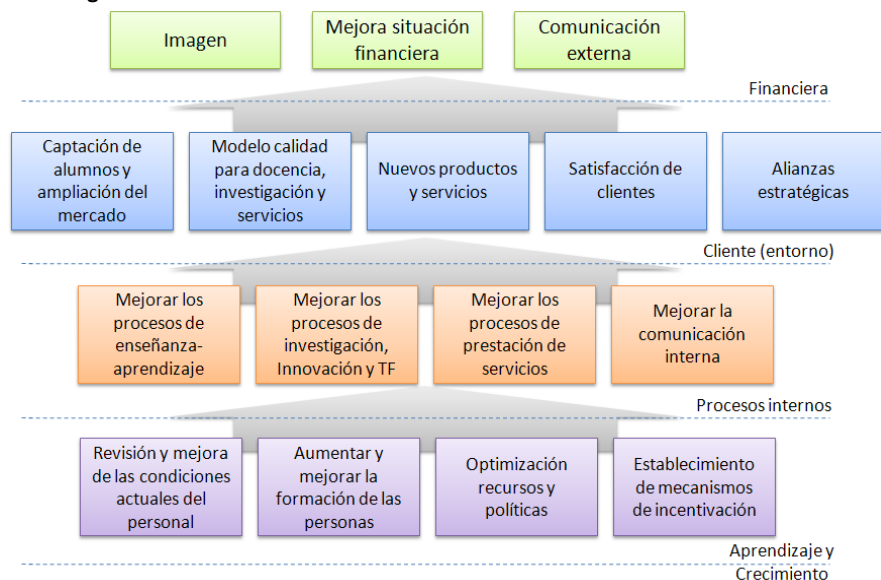 Imagen
Mejora situación
financiera
Comunicación
externa
Financiera
Captación de
alumnos y
ampliación del
mercado
Modelo calidad
para docencia,
investigación y
servicios
Nuevos productos
y servicios
Satisfacción de
clientes
Alianzas
estratégicas
Cliente (entorno)
Mejorar los
procesos de
enseñanza-
aprendizaje
Mejorar los
procesos de
investigación,
Innovación y TF
Mejorar los
procesos de
prestación de
servicios
Mejorar la
comunicación
interna
Procesos internos
Revisión y mejora
de las condiciones
actuales del
personal
Aumentar y
mejorar la
formación de las
personas
Optimización
recursos y
políticas
Establecimiento
de mecanismos
de incentivación
Aprendizaje y
Crecimiento